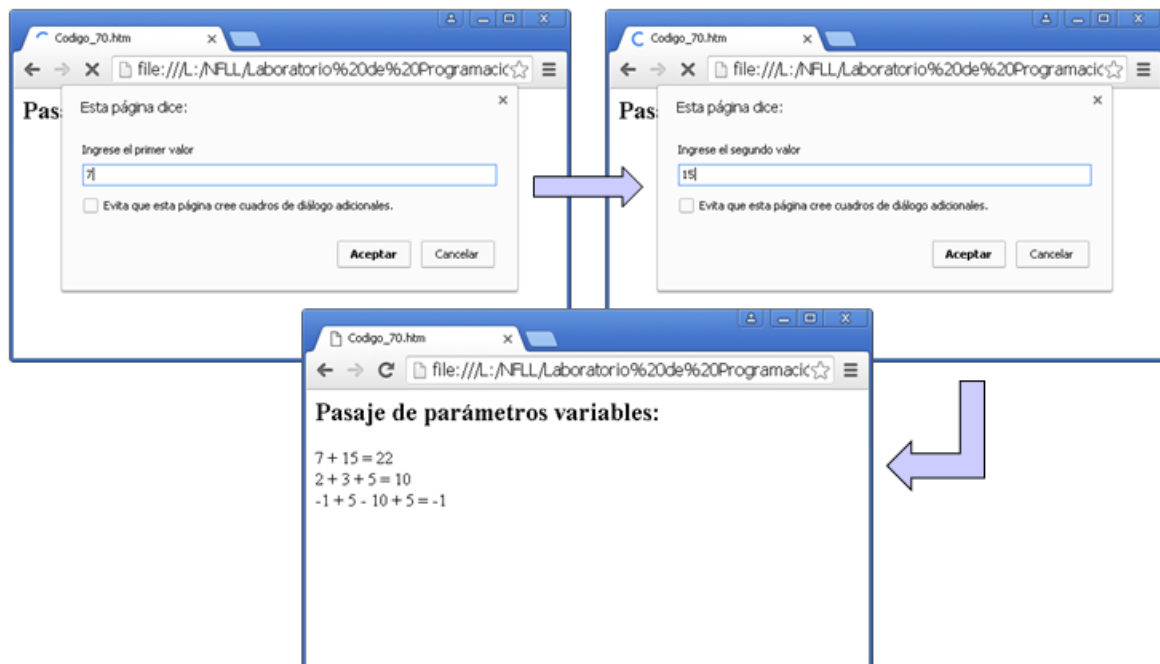 Codigo_70.htm
file:///L:/NFLL/Laboratorio%20de%20Programacic
Pas
Esta página dice:
Ingrese el primer valor
7
Evita que esta página cree cuadros de diálogo adicionales.
Aceptar Cancelar
Codigo_70.htm
file:///L:/NFLL/Laboratorio%20de%20Programacic
Pas
Esta página dice:
Ingrese el segundo valor
15
Evita que esta página cree cuadros de diálogo adicionales.
Aceptar Cancelar
Codigo_70.htm
file:///L:/NFLL/Laboratorio%20de%20Programacic
Pasaje de parámetros variables:
7 + 15 = 22
2 + 3 + 5 = 10
-1 + 5 - 10 + 5 = -1